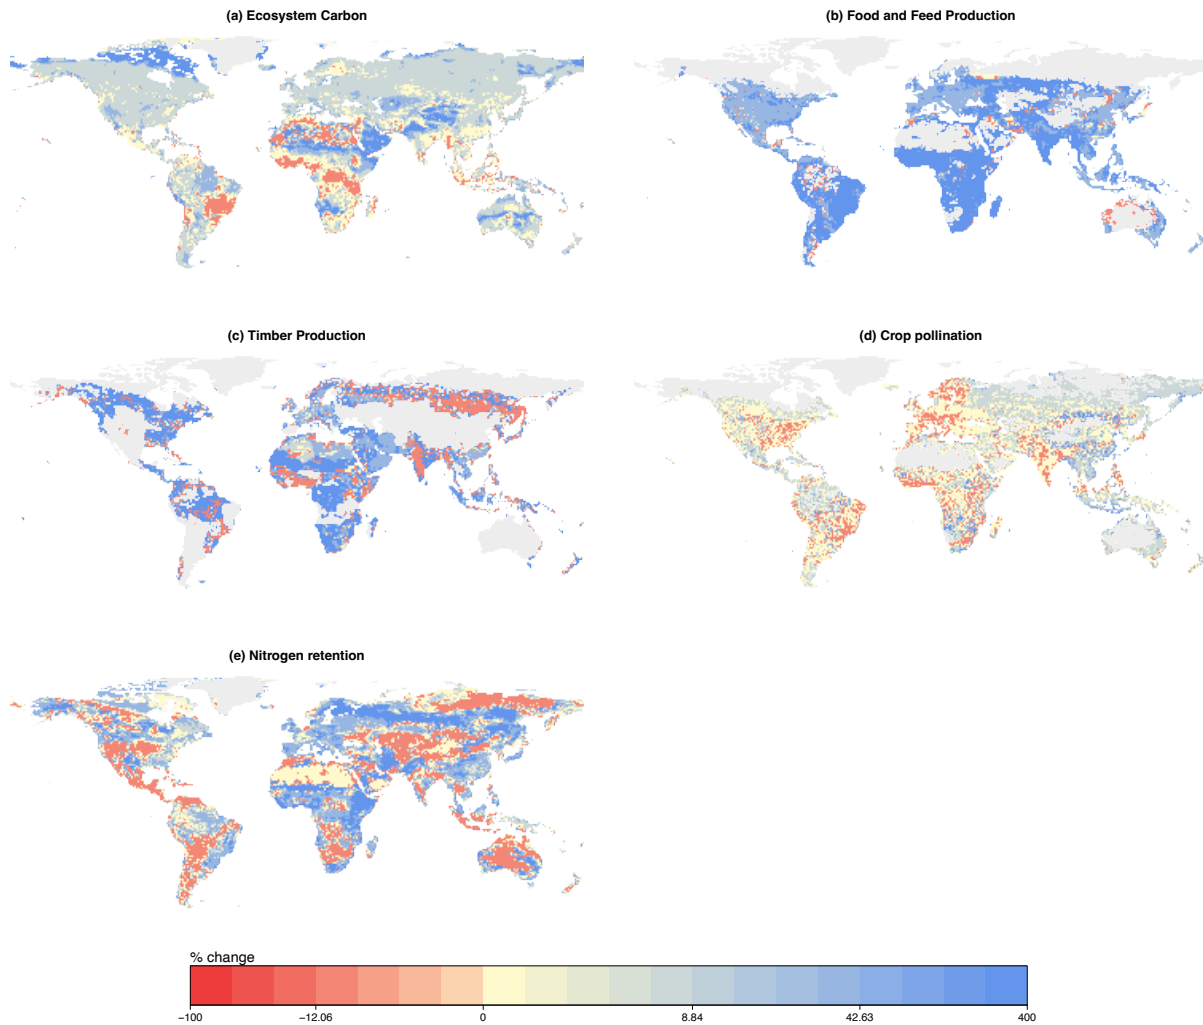 (a) Ecosystem Carbon
(b) Food and Feed Production
(c) Timber Production
(d) Crop pollination
(e) Nitrogen retention
% change
−100 −12.06 0 8.84 42.63 400